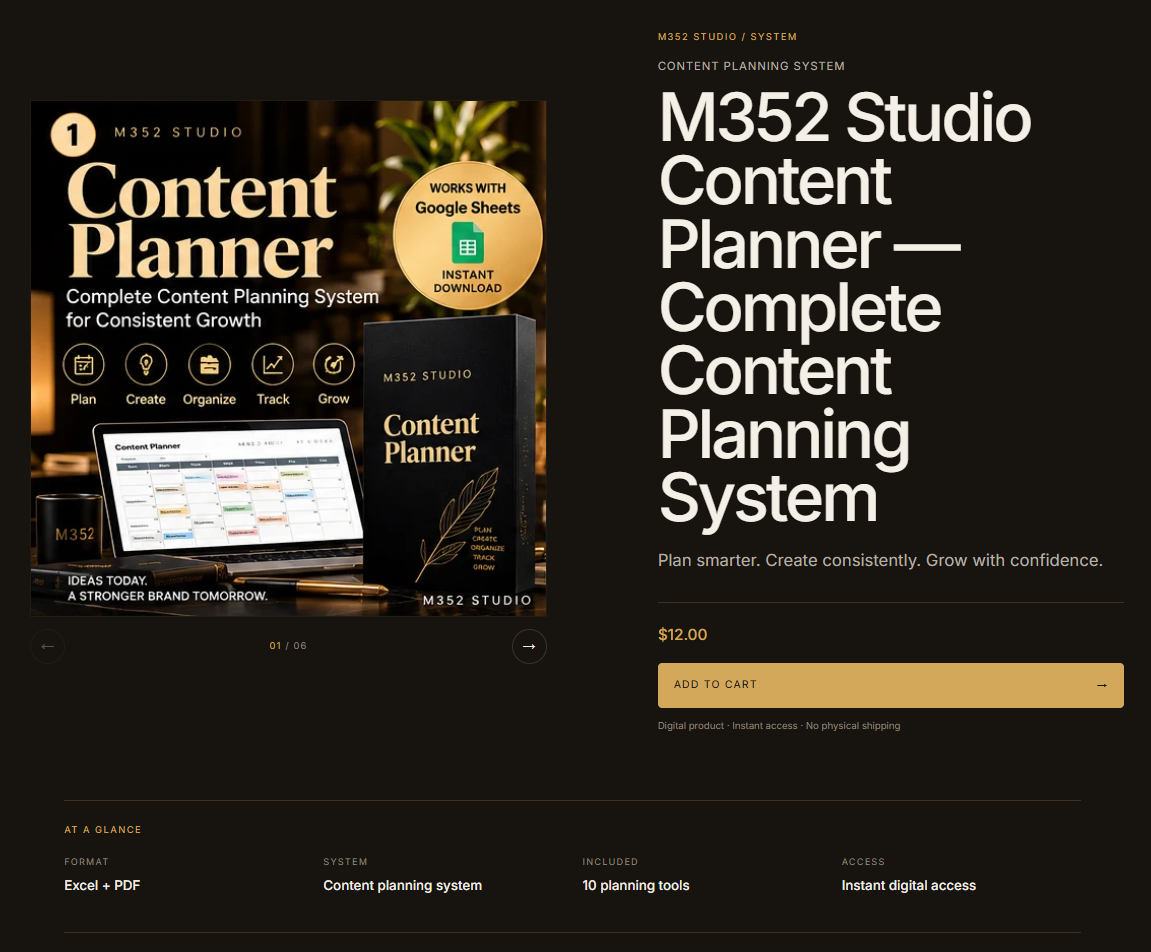 M352 STUDIO / SYSTEM
CONTENT PLANNING SYSTEM
M352 Studio
Content
Planner —
Complete
Content
Planning
System
Plan smarter. Create consistently. Grow with confidence.
$12.00
ADD TO CART →
Digital product · Instant access · No physical shipping
1 M352 STUDIO
Content
Planner
Complete Content Planning System
for Consistent Growth
WORKS WITH
Google Sheets
INSTANT
DOWNLOAD
Plan Create Organize Track Grow
Content Planner
M352 STUDIO
Content
Planner
PLAN
CREATE
ORGANIZE
TRACK
GROW
M352
IDEAS TODAY.
A STRONGER BRAND TOMORROW.
M352 STUDIO
← 01 / 06 →
AT A GLANCE
FORMAT SYSTEM INCLUDED ACCESS
Excel + PDF Content planning system 10 planning tools Instant digital access